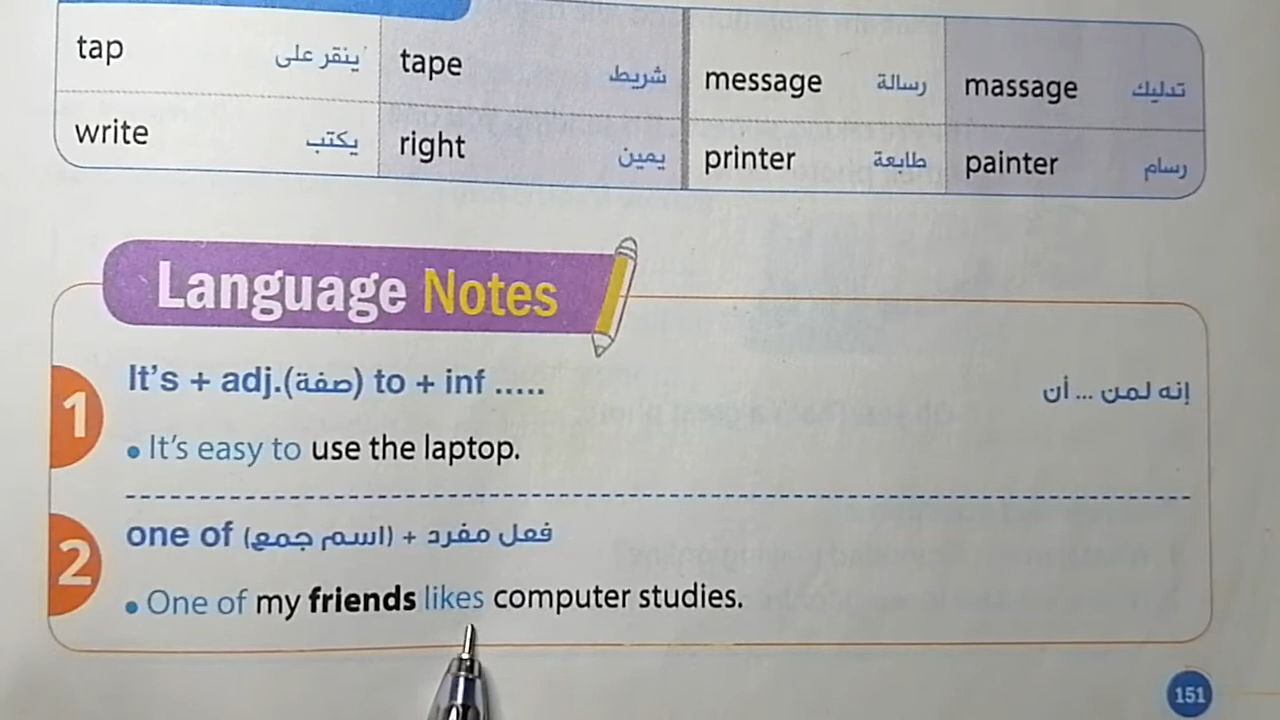 tap ينقر على tape شريط message رسالة massage تدليك
write يكتب right يمين printer طابعة painter رسام
Language Notes
1 It's + adj.(صفة) to + inf ..... إنه لمن ... أن
• It's easy to use the laptop.
2 one of (اسم جمع) + فعل مفرد
• One of my friends likes computer studies.
151